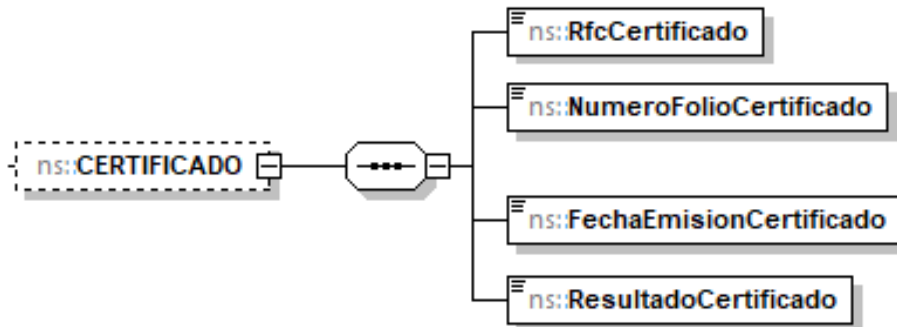 ns::RfcCertificado
ns::NumeroFolioCertificado
ns::CERTIFICADO
ns::FechaEmisionCertificado
ns::ResultadoCertificado